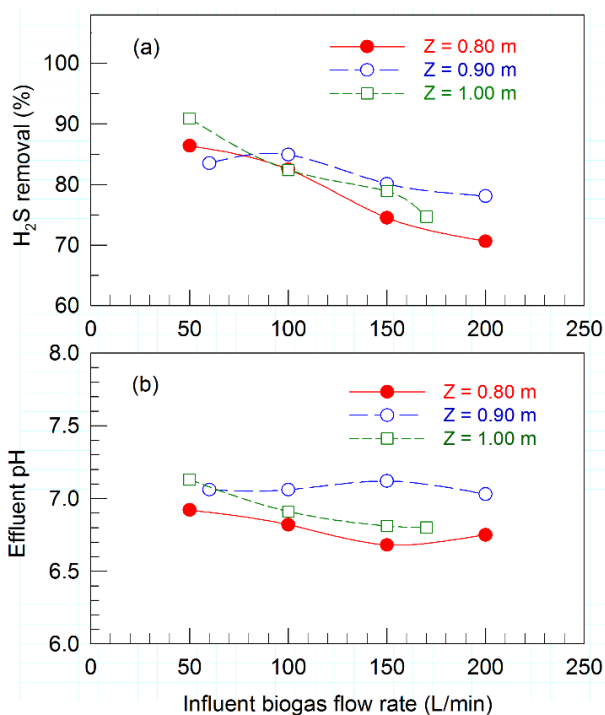 (a)
Z = 0.80 m
Z = 0.90 m
Z = 1.00 m
H₂S removal (%)
100
90
80
70
60
0 50 100 150 200 250
(b)
Z = 0.80 m
Z = 0.90 m
Z = 1.00 m
Effluent pH
8.0
7.5
7.0
6.5
6.0
0 50 100 150 200 250
Influent biogas flow rate (L/min)